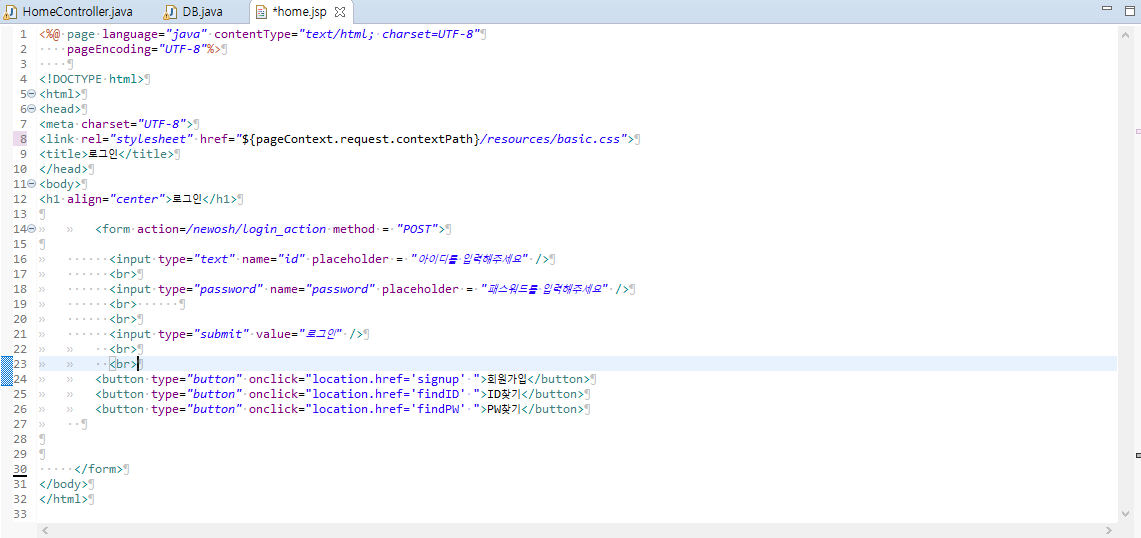 HomeController.java DB.java *home.jsp
1 <%@ page language="java" contentType="text/html; charset=UTF-8"
2 pageEncoding="UTF-8"%>
3
4 <!DOCTYPE html>
5 <html>
6 <head>
7 <meta charset="UTF-8">
8 <link rel="stylesheet" href="${pageContext.request.contextPath}/resources/basic.css">
9 <title>로그인</title>
10 </head>
11 <body>
12 <h1 align="center">로그인</h1>
13
14 <form action=/newosh/login_action method = "POST">
15
16 <input type="text" name="id" placeholder = "아이디를 입력해주세요" />
17 <br>
18 <input type="password" name="password" placeholder = "패스워드를 입력해주세요" />
19 <br>
20 <br>
21 <input type="submit" value="로그인" />
22 <br>
23 <br>
24 <button type="button" onclick="location.href='signup' ">회원가입</button>
25 <button type="button" onclick="location.href='findID' ">ID찾기</button>
26 <button type="button" onclick="location.href='findPW' ">PW찾기</button>
27
28
29
30 </form>
31 </body>
32 </html>
33